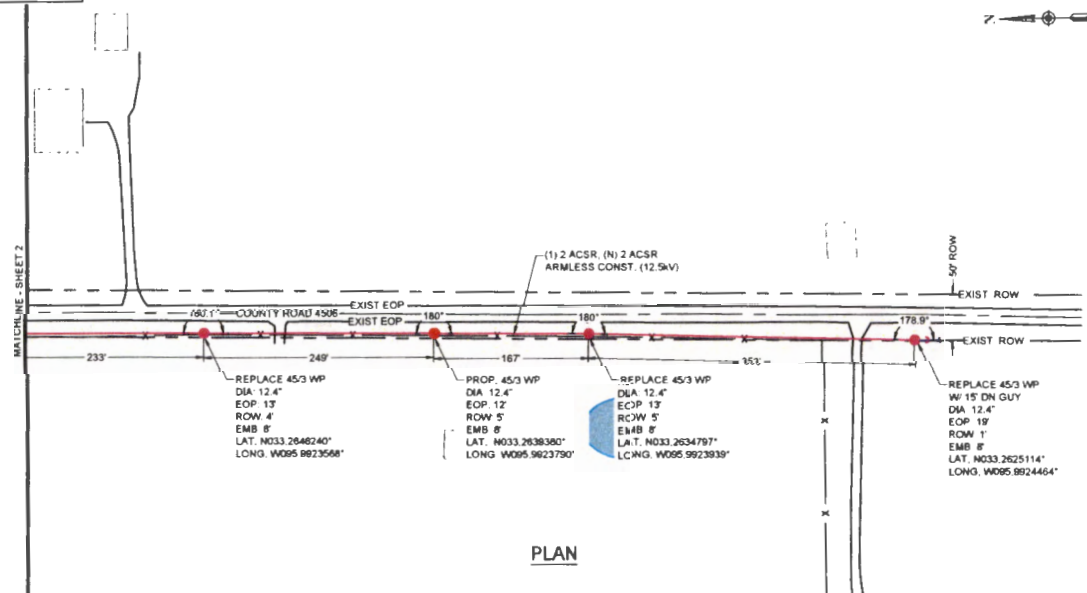 N
MATCHLINE - SHEET 2
(1) 2 ACSR, (N) 2 ACSR
ARMLESS CONST. (12.5kV)
50' ROW
EXIST ROW
EXIST EOP
180.1°
COUNTY ROAD 4506
EXIST EOP
180°
180°
178.9°
EXIST ROW
233'
249'
167'
353'
REPLACE 45/3 WP
DIA: 12.4"
EOP: 13'
ROW: 4'
EMB: 8'
LAT. N033.2646240°
LONG. W095.9923568°
PROP. 45/3 WP
DIA: 12.4"
EOP: 12'
ROW: 5'
EMB: 8'
LAT. N033.2639380°
LONG. W095.9923790°
REPLACE 45/3 WP
DIA: 12.4"
EOP: 13'
ROW: 5'
EMB: 8'
LAT. N033.2634797°
LONG. W095.9923939°
REPLACE 45/3 WP
W/ 15' DN GUY
DIA: 12.4"
EOP: 19'
ROW: 1'
EMB: 8'
LAT. N033.2625114°
LONG. W095.9924464°
PLAN